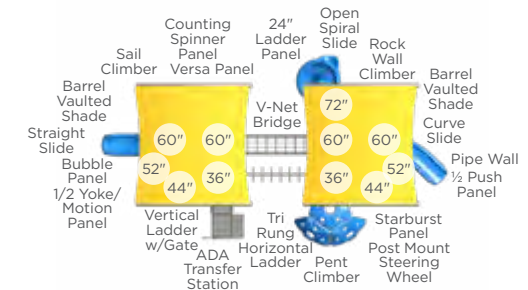 Counting
Spinner
Panel
Versa Panel
Sail
Climber
Barrel
Vaulted
Shade
Straight
Slide
Bubble
Panel
1/2 Yoke/
Motion
Panel
24"
Ladder
Panel
Open
Spiral
Slide
Rock
Wall
Climber
Barrel
Vaulted
Shade
Curve
Slide
Pipe Wall
½ Push
Panel
V-Net
Bridge
60"
60"
52"
44"
36"
72"
60"
60"
36"
52"
44"
Vertical
Ladder
w/Gate
ADA
Transfer
Station
Tri
Rung
Horizontal
Ladder
Pent
Climber
Starburst
Panel
Post Mount
Steering
Wheel